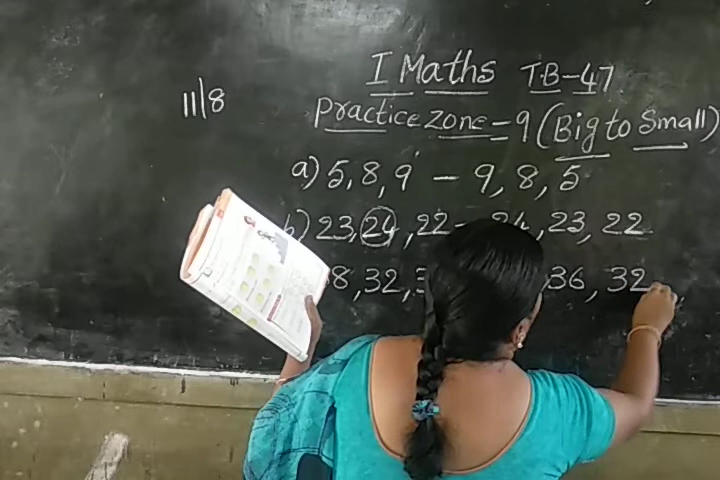 I Maths TB-47
11/8
Practice zone-9 (Big to Small)
a) 5, 8, 9 - 9, 8, 5
b) 23, 24, 22 - 24, 23, 22
8, 32, , 36, 32